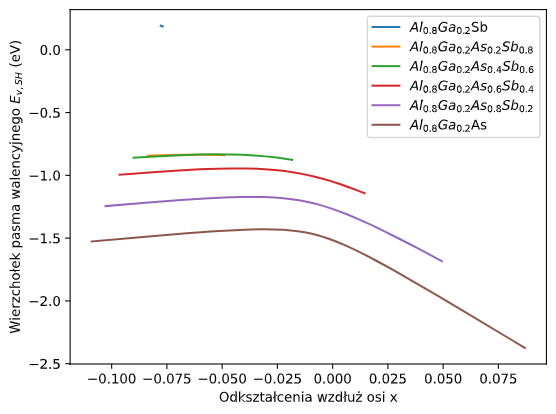 Al0.8Ga0.2Sb
Al0.8Ga0.2As0.2Sb0.8
Al0.8Ga0.2As0.4Sb0.6
Al0.8Ga0.2As0.6Sb0.4
Al0.8Ga0.2As0.8Sb0.2
Al0.8Ga0.2As
Wierzchołek pasma walencyjnego Ev,SH (eV)
0.0
−0.5
−1.0
−1.5
−2.0
−2.5
−0.100 −0.075 −0.050 −0.025 0.000 0.025 0.050 0.075
Odkształcenia wzdłuż osi x